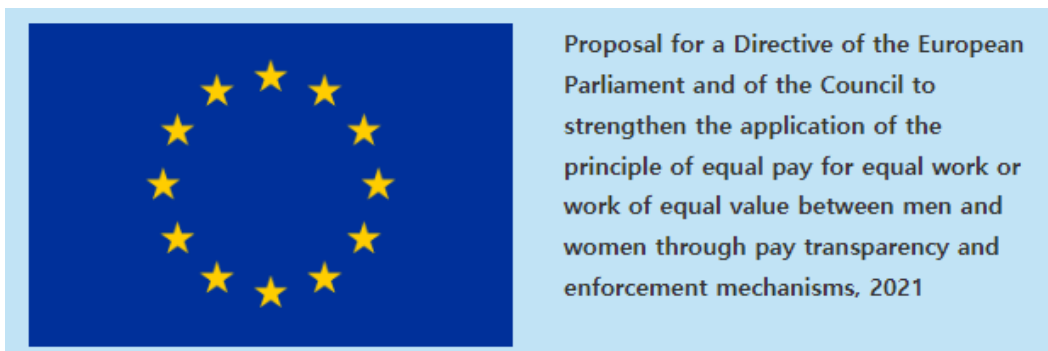 Proposal for a Directive of the European
Parliament and of the Council to
strengthen the application of the
principle of equal pay for equal work or
work of equal value between men and
women through pay transparency and
enforcement mechanisms, 2021